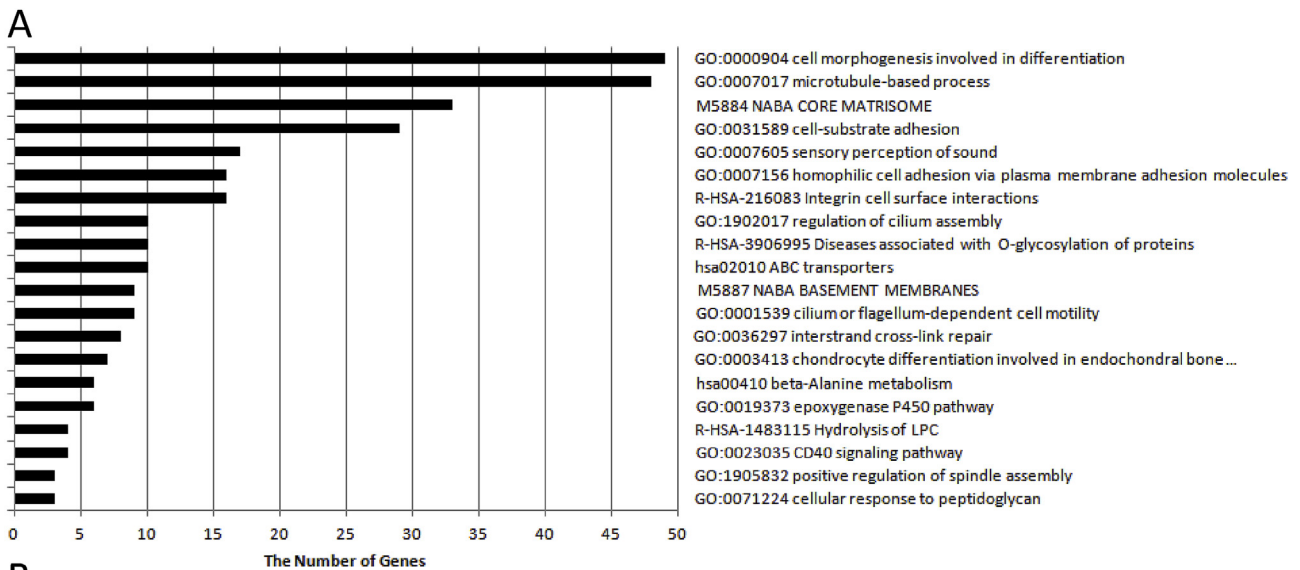 A
GO:0000904 cell morphogenesis involved in differentiation
GO:0007017 microtubule-based process
M5884 NABA CORE MATRISOME
GO:0031589 cell-substrate adhesion
GO:0007605 sensory perception of sound
GO:0007156 homophilic cell adhesion via plasma membrane adhesion molecules
R-HSA-216083 Integrin cell surface interactions
GO:1902017 regulation of cilium assembly
R-HSA-3906995 Diseases associated with O-glycosylation of proteins
hsa02010 ABC transporters
M5887 NABA BASEMENT MEMBRANES
GO:0001539 cilium or flagellum-dependent cell motility
GO:0036297 interstrand cross-link repair
GO:0003413 chondrocyte differentiation involved in endochondral bone...
hsa00410 beta-Alanine metabolism
GO:0019373 epoxygenase P450 pathway
R-HSA-1483115 Hydrolysis of LPC
GO:0023035 CD40 signaling pathway
GO:1905832 positive regulation of spindle assembly
GO:0071224 cellular response to peptidoglycan
0 5 10 15 20 25 30 35 40 45 50
The Number of Genes